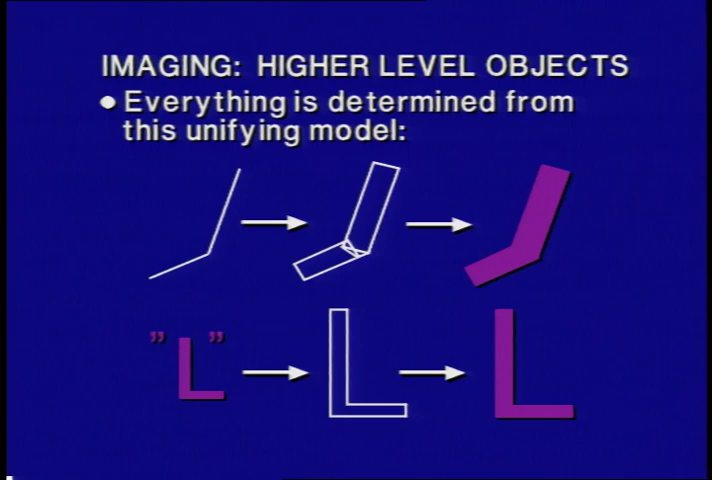 IMAGING: HIGHER LEVEL OBJECTS
● Everything is determined from
this unifying model:
”L”
L
L